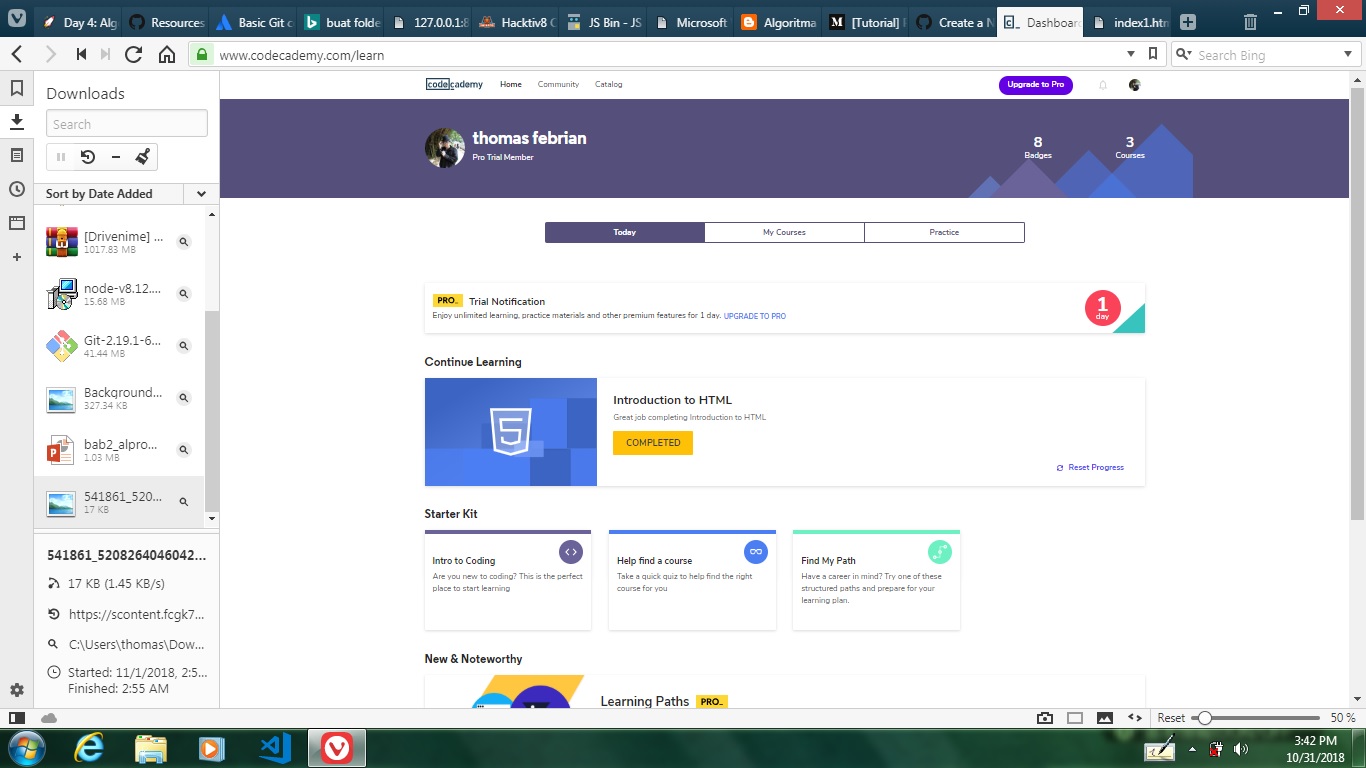 Day 4: Alg
Resources
Basic Git c
buat folde
127.0.0.1:8
Hacktiv8 C
JS Bin - JS
Microsoft
Algoritma
[Tutorial]
Create a N
Dashboard
index1.htm
www.codecademy.com/learn
Search Bing
Downloads
Search
Sort by Date Added
[Drivenime] ...
1017.83 MB
node-v8.12....
15.68 MB
Git-2.19.1-6...
41.44 MB
Background...
327.34 KB
bab2_alpro...
1.03 MB
541861_520...
17 KB
541861_5208264046042...
17 KB (1.45 KB/s)
https://scontent.fcgk7...
C:\Users\thomas\Dow...
Started: 11/1/2018, 2:5...
Finished: 2:55 AM
codecademy
Home
Community
Catalog
Upgrade to Pro
thomas febrian
Pro Trial Member
8
Badges
3
Courses
Today
My Courses
Practice
PRO_ Trial Notification
Enjoy unlimited learning, practice materials and other premium features for 1 day. UPGRADE TO PRO
1
day
Continue Learning
5
Introduction to HTML
Great job completing Introduction to HTML
COMPLETED
Reset Progress
Starter Kit
Intro to Coding
Are you new to coding? This is the perfect
place to start learning
Help find a course
Take a quick quiz to help find the right
course for you
Find My Path
Have a career in mind? Try one of these
structured paths and prepare for your
learning plan.
New & Noteworthy
Learning Paths PRO_
Reset
50 %
3:42 PM
10/31/2018